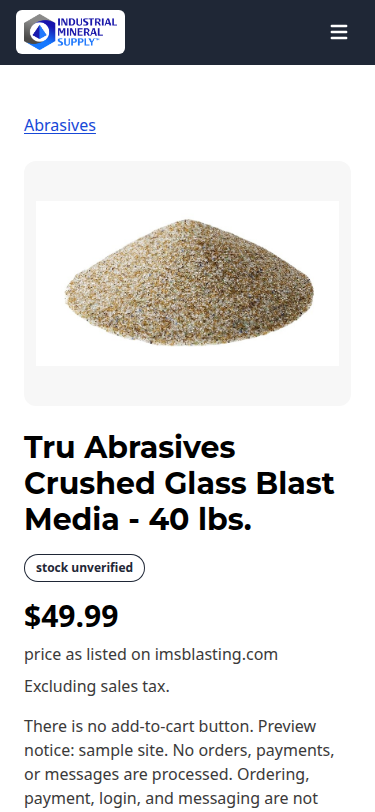 INDUSTRIAL
MINERAL
SUPPLY™
Abrasives
Tru Abrasives
Crushed Glass Blast
Media - 40 lbs.
stock unverified
$49.99
price as listed on imsblasting.com
Excluding sales tax.
There is no add-to-cart button. Preview
notice: sample site. No orders, payments,
or messages are processed. Ordering,
payment, login, and messaging are not